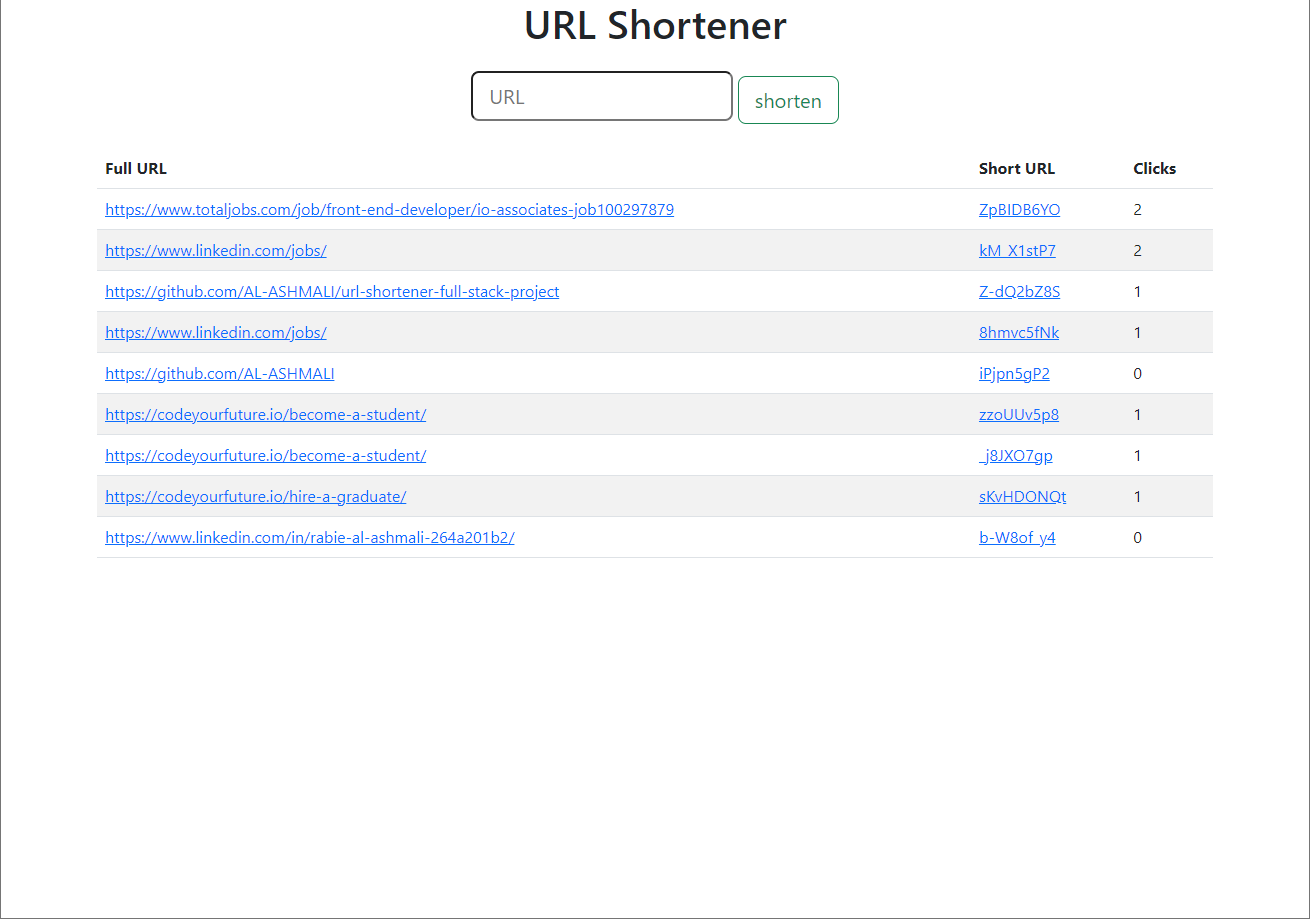 URL Shortener
URL shorten
Full URL Short URL Clicks
https://www.totaljobs.com/job/front-end-developer/io-associates-job100297879 ZpBIDB6YO 2
https://www.linkedin.com/jobs/ kM_X1stP7 2
https://github.com/AL-ASHMALI/url-shortener-full-stack-project Z-dQ2bZ8S 1
https://www.linkedin.com/jobs/ 8hmvc5fNk 1
https://github.com/AL-ASHMALI iPjpn5gP2 0
https://codeyourfuture.io/become-a-student/ zzoUUv5p8 1
https://codeyourfuture.io/become-a-student/ _j8JXO7gp 1
https://codeyourfuture.io/hire-a-graduate/ sKvHDONQt 1
https://www.linkedin.com/in/rabie-al-ashmali-264a201b2/ b-W8of_y4 0